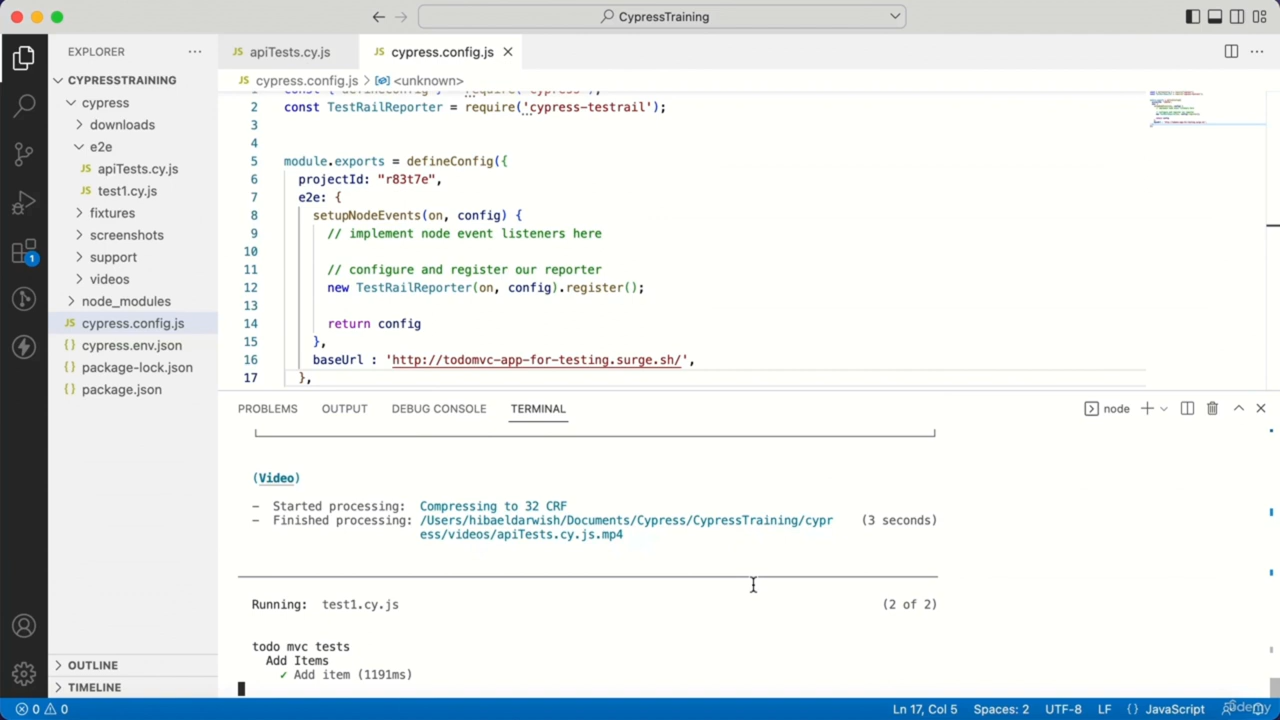 CypressTraining
EXPLORER
CYPRESSTRAINING
cypress
downloads
e2e
JS apiTests.cy.js
JS test1.cy.js
fixtures
screenshots
support
videos
node_modules
JS cypress.config.js
{} cypress.env.json
{} package-lock.json
{} package.json
OUTLINE
TIMELINE
1
JS apiTests.cy.js
JS cypress.config.js
JS cypress.config.js > <unknown>
2 const TestRailReporter = require('cypress-testrail');
3
4
5 module.exports = defineConfig({
6 projectId: "r83t7e",
7 e2e: {
8 setupNodeEvents(on, config) {
9 // implement node event listeners here
10
11 // configure and register our reporter
12 new TestRailReporter(on, config).register();
13
14 return config
15 },
16 baseUrl : 'http://todomvc-app-for-testing.surge.sh/',
17 },
PROBLEMS OUTPUT DEBUG CONSOLE TERMINAL
node
(Video)
- Started processing: Compressing to 32 CRF
- Finished processing: /Users/hibaeldarwish/Documents/Cypress/CypressTraining/cypr (3 seconds)
ess/videos/apiTests.cy.js.mp4
Running: test1.cy.js (2 of 2)
todo mvc tests
Add Items
✓ Add item (1191ms)
0 0
Ln 17, Col 5 Spaces: 2 UTF-8 LF {} JavaScript
Udemy